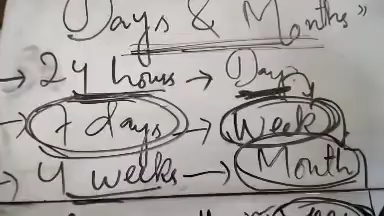 Days & Months"
→ 24 hours → Day
→ 7 days → Week
→ 4 weeks → Month